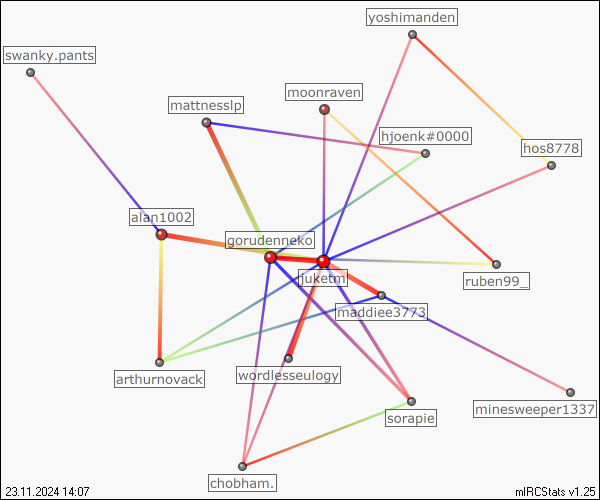 yoshimanden
swanky.pants
moonraven
mattnesslp
hjoenk#0000
hos8778
alan1002
gorudenneko
juketml
ruben99_
maddiee3773
arthurnovack
wordlesseulogy
sorapie
minesweeper1337
chobham.
23.11.2024 14:07
mIRCStats v1.25